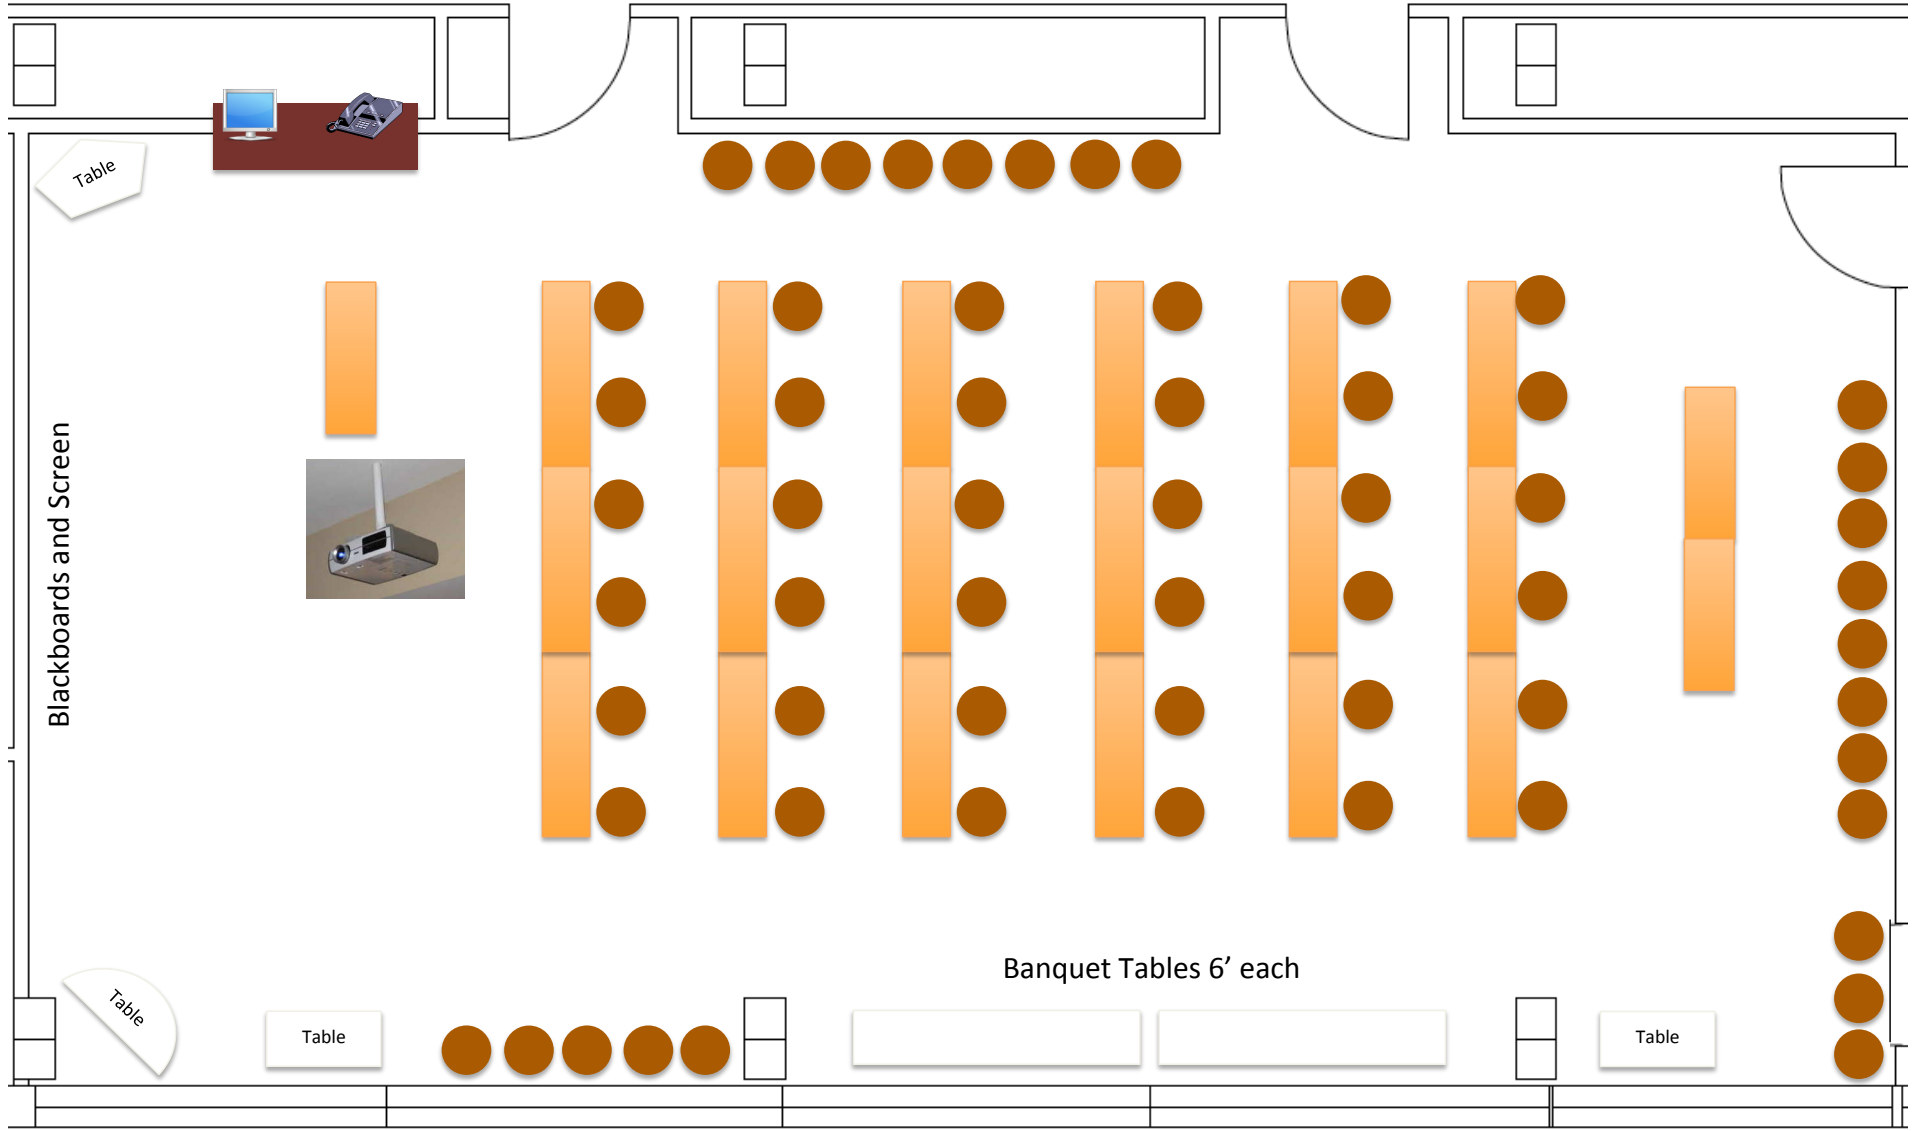 Table
Blackboards and Screen
Banquet Tables 6’ each
Table
Table
Table